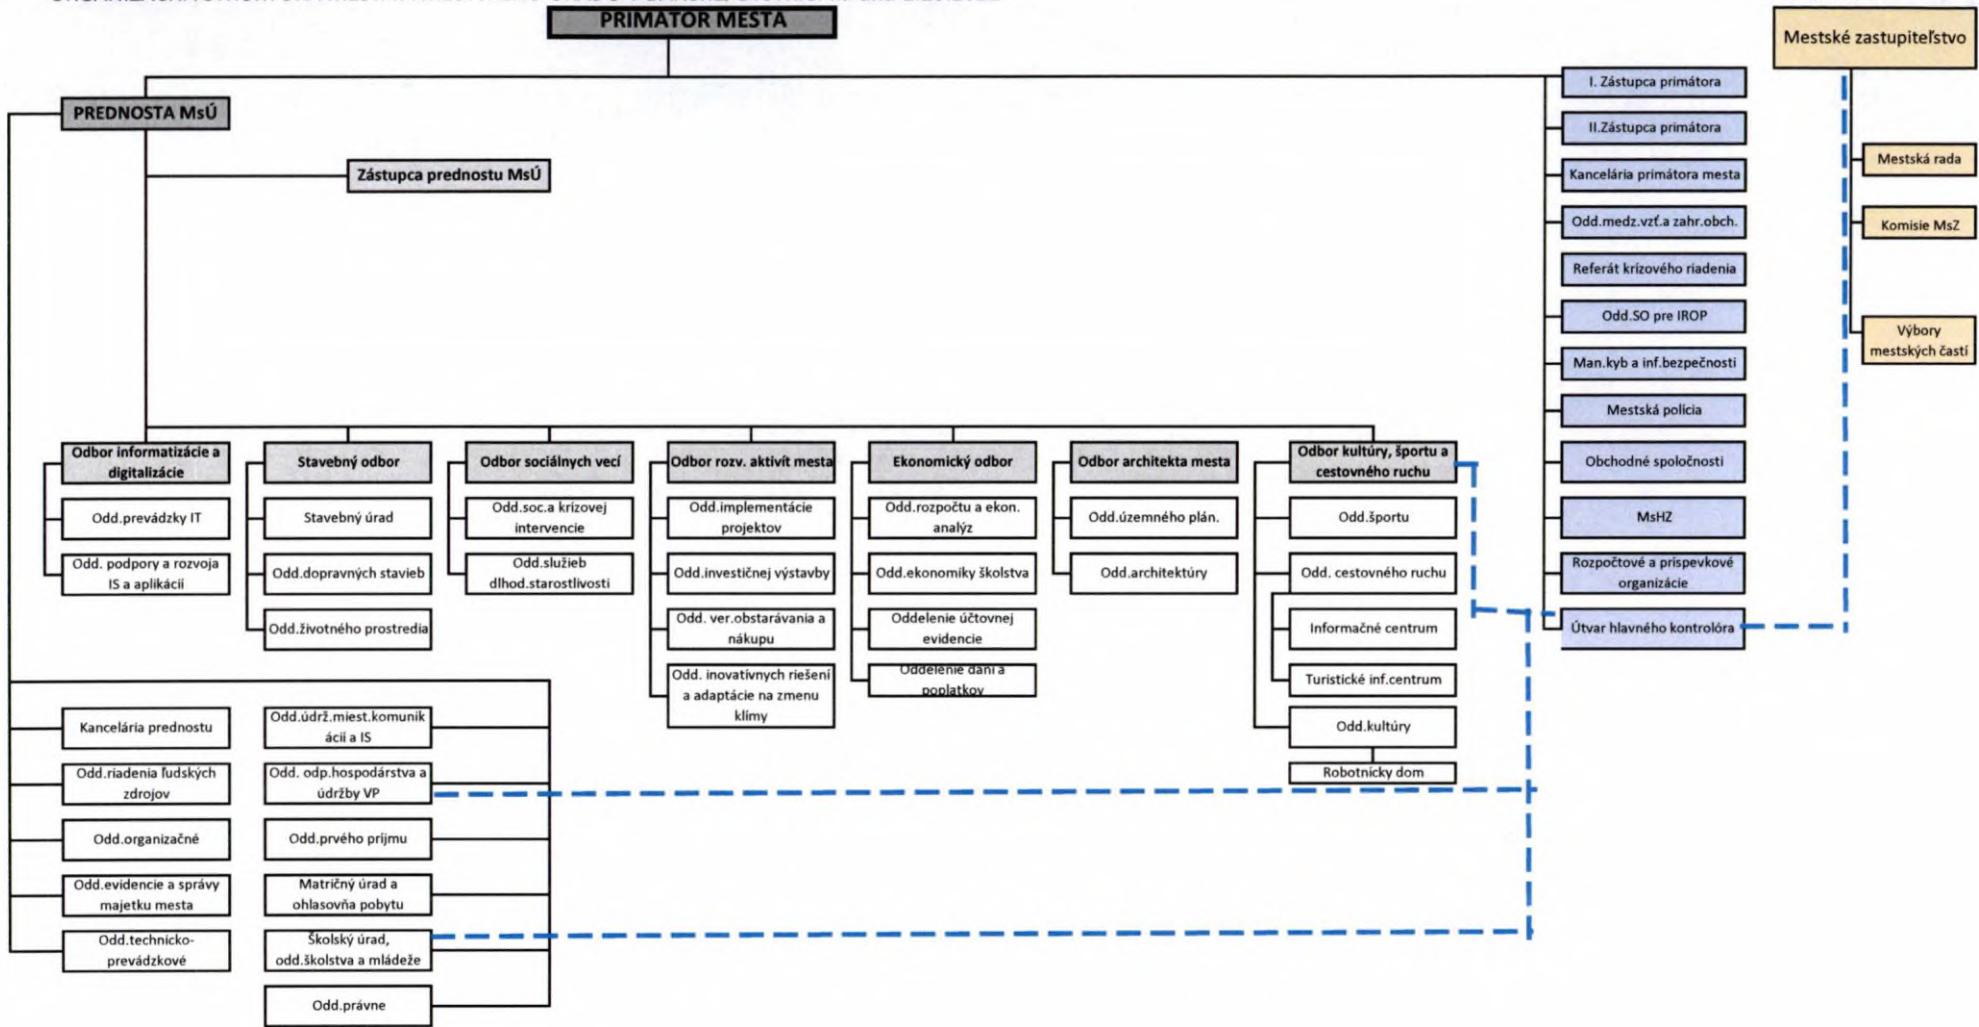 PRIMÁTOR MESTA
Mestské zastupiteľstvo
PREDNOSTA MsÚ
Zástupca prednostu MsÚ
I. Zástupca primátora
II.Zástupca primátora
Kancelária primátora mesta
Odd.medz.vzť.a zahr.obch.
Referát krízového riadenia
Odd.SO pre IROP
Man.kyb a inf.bezpečnosti
Mestská polícia
Obchodné spoločnosti
MsHZ
Rozpočtové a príspevkové
organizácie
Útvar hlavného kontrolóra
Mestská rada
Komisie MsZ
Výbory
mestských častí
Odbor informatizácie a
digitalizácie
Odd.prevádzky IT
Odd. podpory a rozvoja
IS a aplikácií
Stavebný odbor
Stavebný úrad
Odd.dopravných stavieb
Odd.životného prostredia
Odbor sociálnych vecí
Odd.soc.a krízovej
intervencie
Odd.služieb
dlhod.starostlivosti
Odbor rozv. aktivít mesta
Odd.implementácie
projektov
Odd.investičnej výstavby
Odd. ver.obstarávania a
nákupu
Odd. inovatívnych riešení
a adaptácie na zmenu
klímy
Ekonomický odbor
Odd.rozpočtu a ekon.
analýz
Odd.ekonomiky školstva
Oddelenie účtovnej
evidencie
Oddelenie daní a
poplatkov
Odbor architekta mesta
Odd.územného plán.
Odd.architektúry
Odbor kultúry, športu a
cestovného ruchu
Odd.športu
Odd. cestovného ruchu
Informačné centrum
Turistické inf.centrum
Odd.kultúry
Robotnícky dom
Kancelária prednostu
Odd.riadenia ľudských
zdrojov
Odd.organizačné
Odd.evidencie a správy
majetku mesta
Odd.technicko-
prevádzkové
Odd.údrž.miest.komunik
ácií a IS
Odd. odp.hospodárstva a
údržby VP
Odd.prvého príjmu
Matričný úrad a
ohlasovňa pobytu
Školský úrad,
odd.školstva a mládeže
Odd.právne